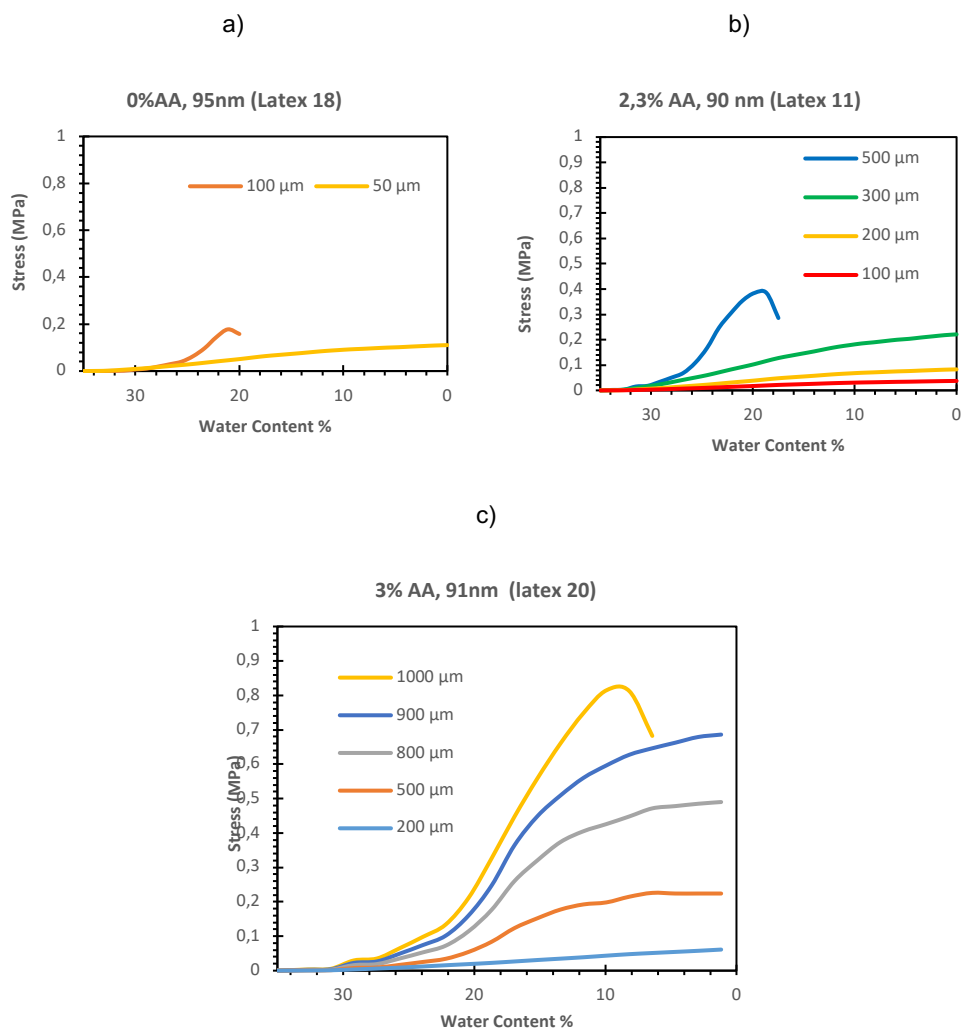 a)
b)
0%AA, 95nm (Latex 18)
1
0,8
0,6
0,4
0,2
0
Stress (MPa)
100 µm
50 µm
20
10
0
Water Content %
2,3% AA, 90 nm (Latex 11)
1
0,9
0,8
0,7
0,6
0,5
0,4
0,3
0,2
0,1
0
Stress (MPa)
500 µm
300 µm
200 µm
100 µm
30
20
10
0
Water Content %
c)
3% AA, 91nm (latex 20)
1
0,9
0,8
0,7
0,6
0,5
0,4
0,3
0,2
0,1
0
Stress (MPa)
1000 µm
900 µm
800 µm
500 µm
200 µm
30
20
10
0
Water Content %